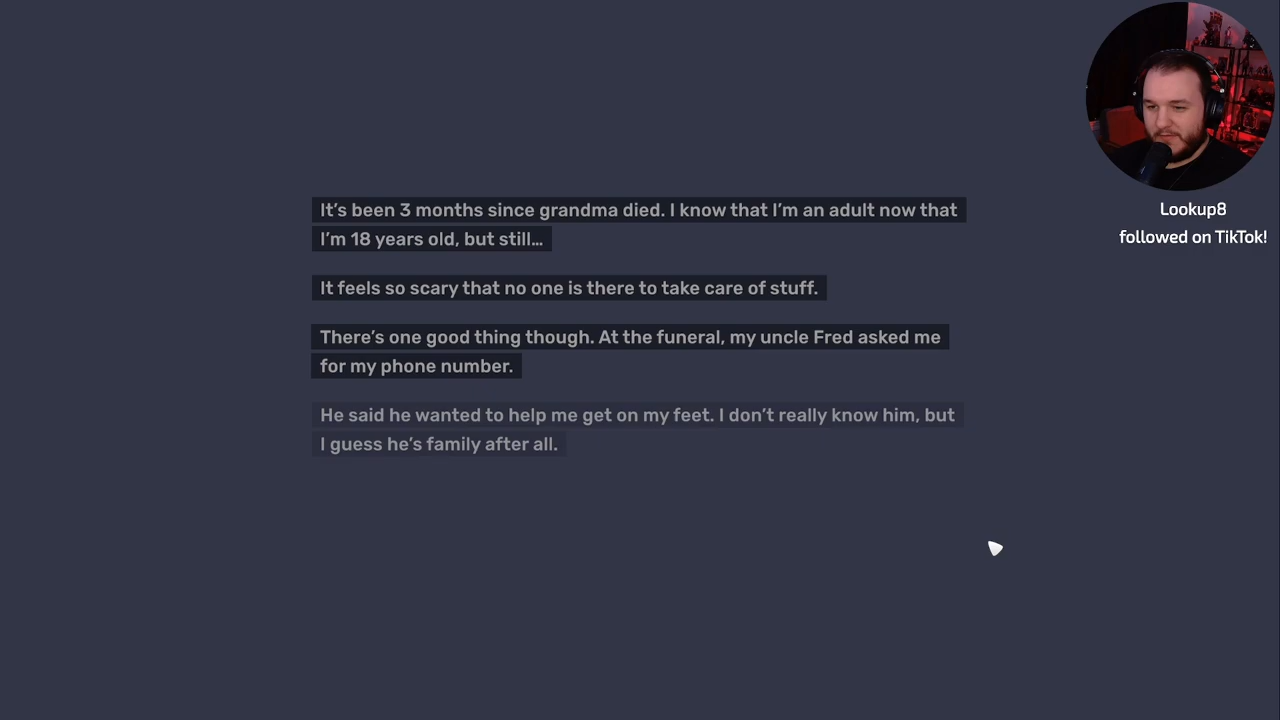 It’s been 3 months since grandma died. I know that I’m an adult now that
I’m 18 years old, but still…
It feels so scary that no one is there to take care of stuff.
There’s one good thing though. At the funeral, my uncle Fred asked me
for my phone number.
He said he wanted to help me get on my feet. I don’t really know him, but
I guess he’s family after all.
Lookup8
followed on TikTok!